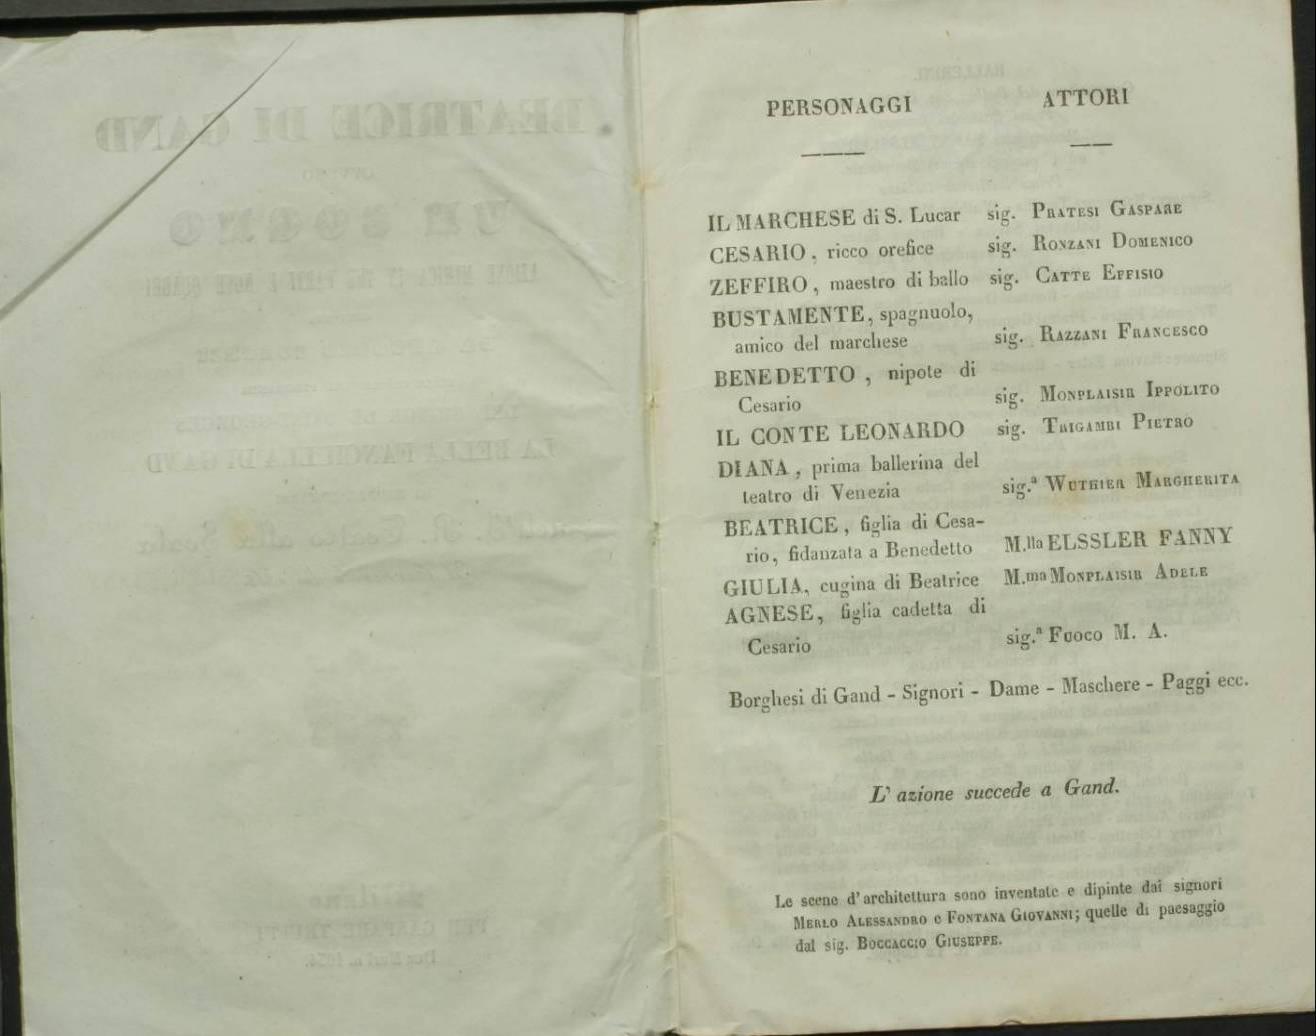 PERSONAGGI ATTORI
IL MARCHESE di S. Lucar sig. PRATESI GASPARE
CESARIO, ricco orefice sig. RONZANI DOMENICO
ZEFFIRO, maestro di ballo sig. CATTE EFFISIO
BUSTAMENTE, spagnuolo,
amico del marchese sig. RAZZANI FRANCESCO
BENEDETTO, nipote di
Cesario sig. MONPLAISIR IPPOLITO
IL CONTE LEONARDO sig. TRIGAMBI PIETRO
DIANA, prima ballerina del
teatro di Venezia sig.ª WUTHIER MARGHERITA
BEATRICE, figlia di Cesa-
rio, fidanzata a Benedetto M.lla ELSSLER FANNY
GIULIA, cugina di Beatrice M.ma MONPLAISIR ADELE
AGNESE, figlia cadetta di
Cesario sig.ª FUOCO M. A.
Borghesi di Gand - Signori - Dame - Maschere - Paggi ecc.
L' azione succede a Gand.
Le scene d'architettura sono inventate e dipinte dai signori
MERLO ALESSANDRO e FONTANA GIOVANNI; quelle di paesaggio
dal sig. BOCCACCIO GIUSEPPE.